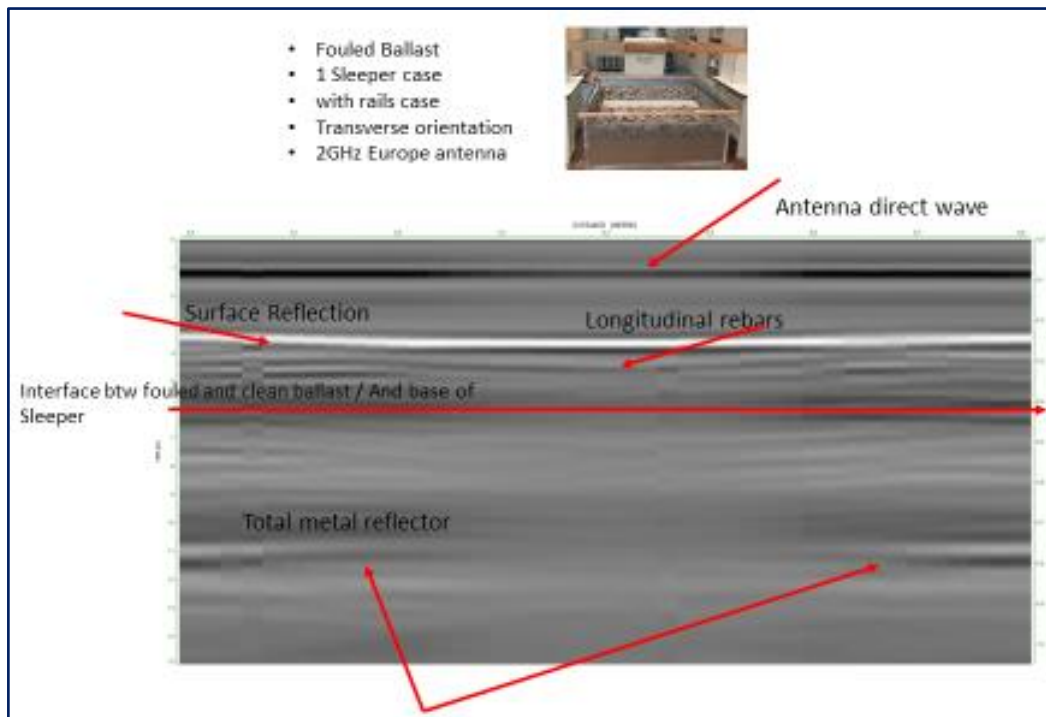 Fouled Ballast
1 Sleeper case
with rails case
Transverse orientation
2GHz Europe antenna
Antenna direct wave
Surface Reflection
Longitudinal rebars
Interface btw fouled and clean ballast / And base of
Sleeper
Total metal reflector